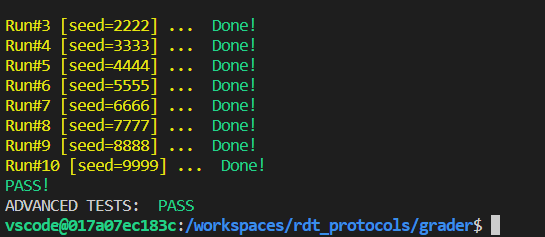 Run#3 [seed=2222] ...  Done!
Run#4 [seed=3333] ...  Done!
Run#5 [seed=4444] ...  Done!
Run#6 [seed=5555] ...  Done!
Run#7 [seed=6666] ...  Done!
Run#8 [seed=7777] ...  Done!
Run#9 [seed=8888] ...  Done!
Run#10 [seed=9999] ...  Done!
PASS!
ADVANCED TESTS:  PASS
vscode@017a07ec183c:/workspaces/rdt_protocols/grader$